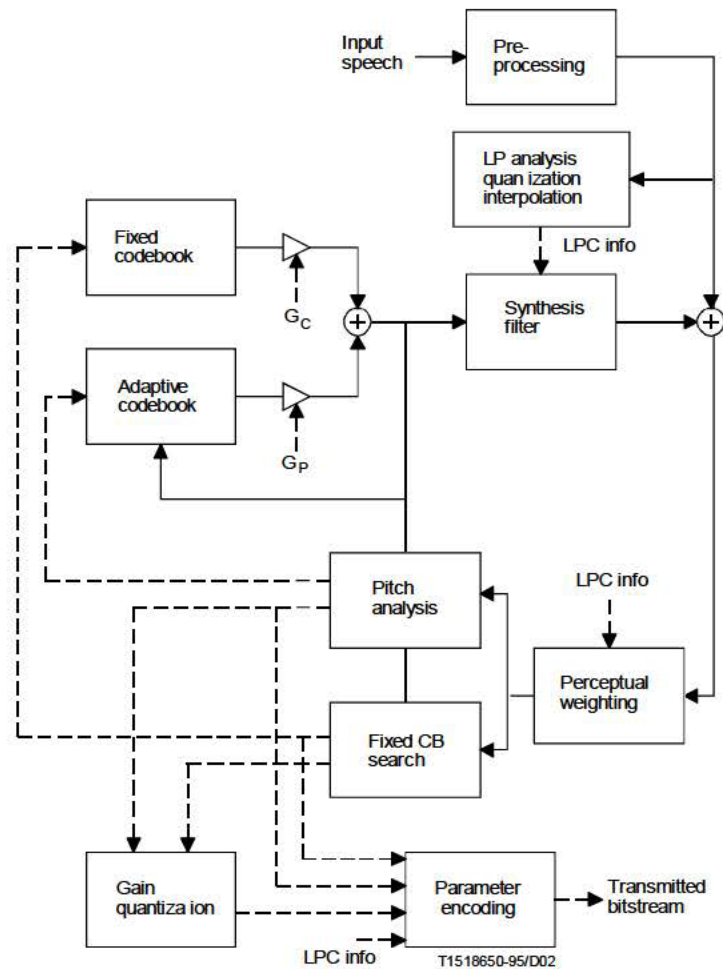 Input
speech
Pre-
processing
LP analysis
quan ization
interpolation
LPC info
Fixed
codebook
G_C
Synthesis
filter
+
+
Adaptive
codebook
G_P
Pitch
analysis
LPC info
Perceptual
weighting
Fixed CB
search
Gain
quantiza ion
Parameter
encoding
Transmitted
bitstream
LPC info
T1518650-95/D02